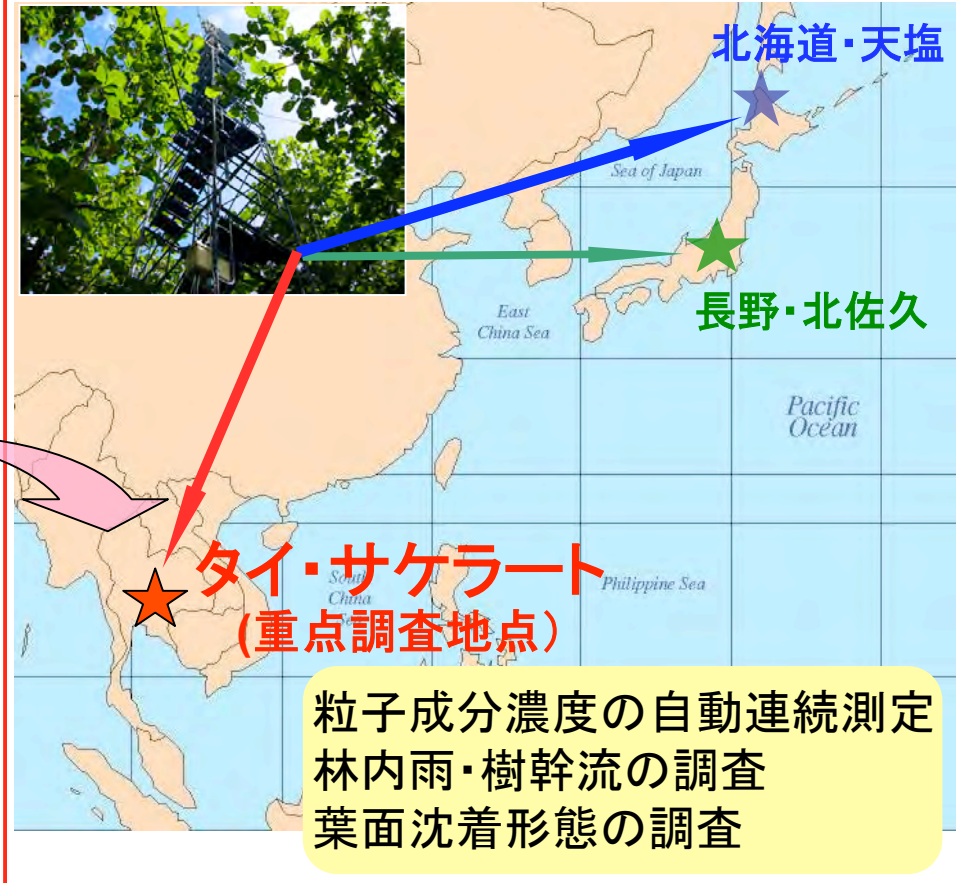 北海道・天塩
Sea of Japan
長野・北佐久
East
China Sea
Pacific
Ocean
タイ・サケラート
(重点調査地点）
South
China
Sea
Philippine Sea
粒子成分濃度の自動連続測定
林内雨・樹幹流の調査
葉面沈着形態の調査